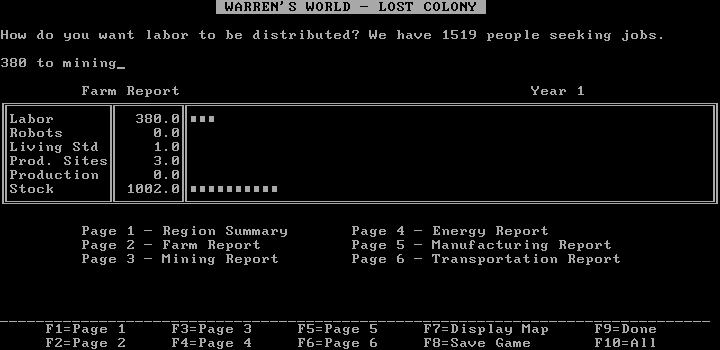 WARREN'S WORLD — LOST COLONY
How do you want labor to be distributed? We have 1519 people seeking jobs.
380 to mining_
Farm Report Year 1
Labor 380.0
Robots 0.0
Living Std 1.0
Prod. Sites 3.0
Production 0.0
Stock 1002.0
Page 1 — Region Summary Page 4 — Energy Report
Page 2 — Farm Report Page 5 — Manufacturing Report
Page 3 — Mining Report Page 6 — Transportation Report
F1=Page 1 F3=Page 3 F5=Page 5 F7=Display Map F9=Done
F2=Page 2 F4=Page 4 F6=Page 6 F8=Save Game F10=All